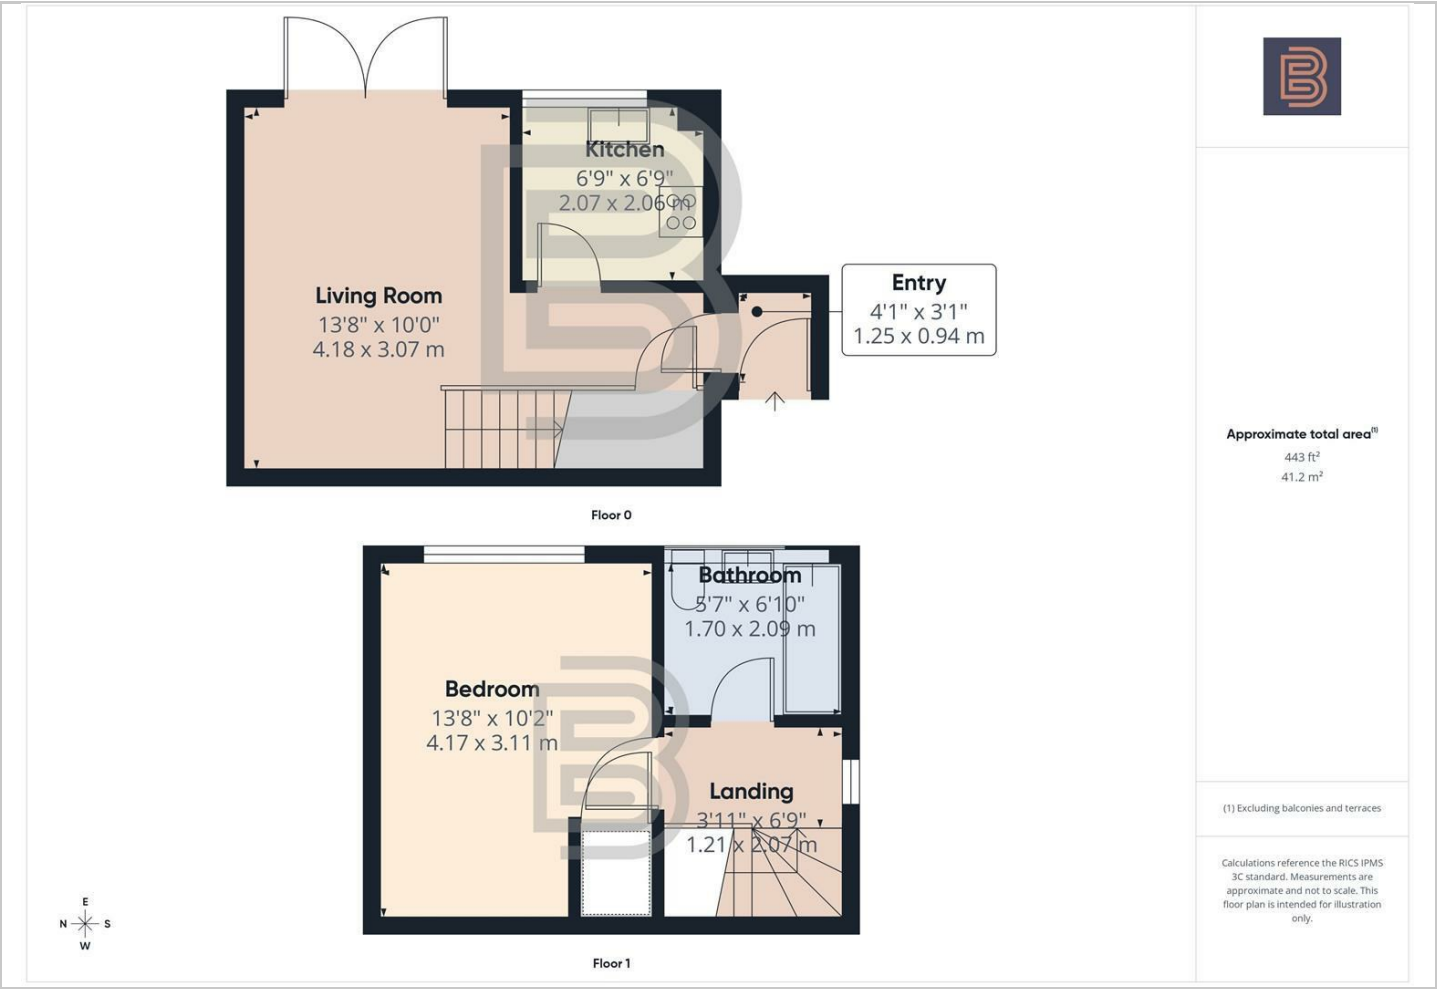 Kitchen
6'9" x 6'9"
2.07 x 2.06 m
Living Room
13'8" x 10'0"
4.18 x 3.07 m
Entry
4'1" x 3'1"
1.25 x 0.94 m
Floor 0
Bathroom
5'7" x 6'10"
1.70 x 2.09 m
Bedroom
13'8" x 10'2"
4.17 x 3.11 m
Landing
3'11" x 6'9"
1.21 x 2.07 m
Floor 1
E
N S
W
B
Approximate total area(1)
443 ft²
41.2 m²
(1) Excluding balconies and terraces
Calculations reference the RICS IPMS
3C standard. Measurements are
approximate and not to scale. This
floor plan is intended for illustration
only.